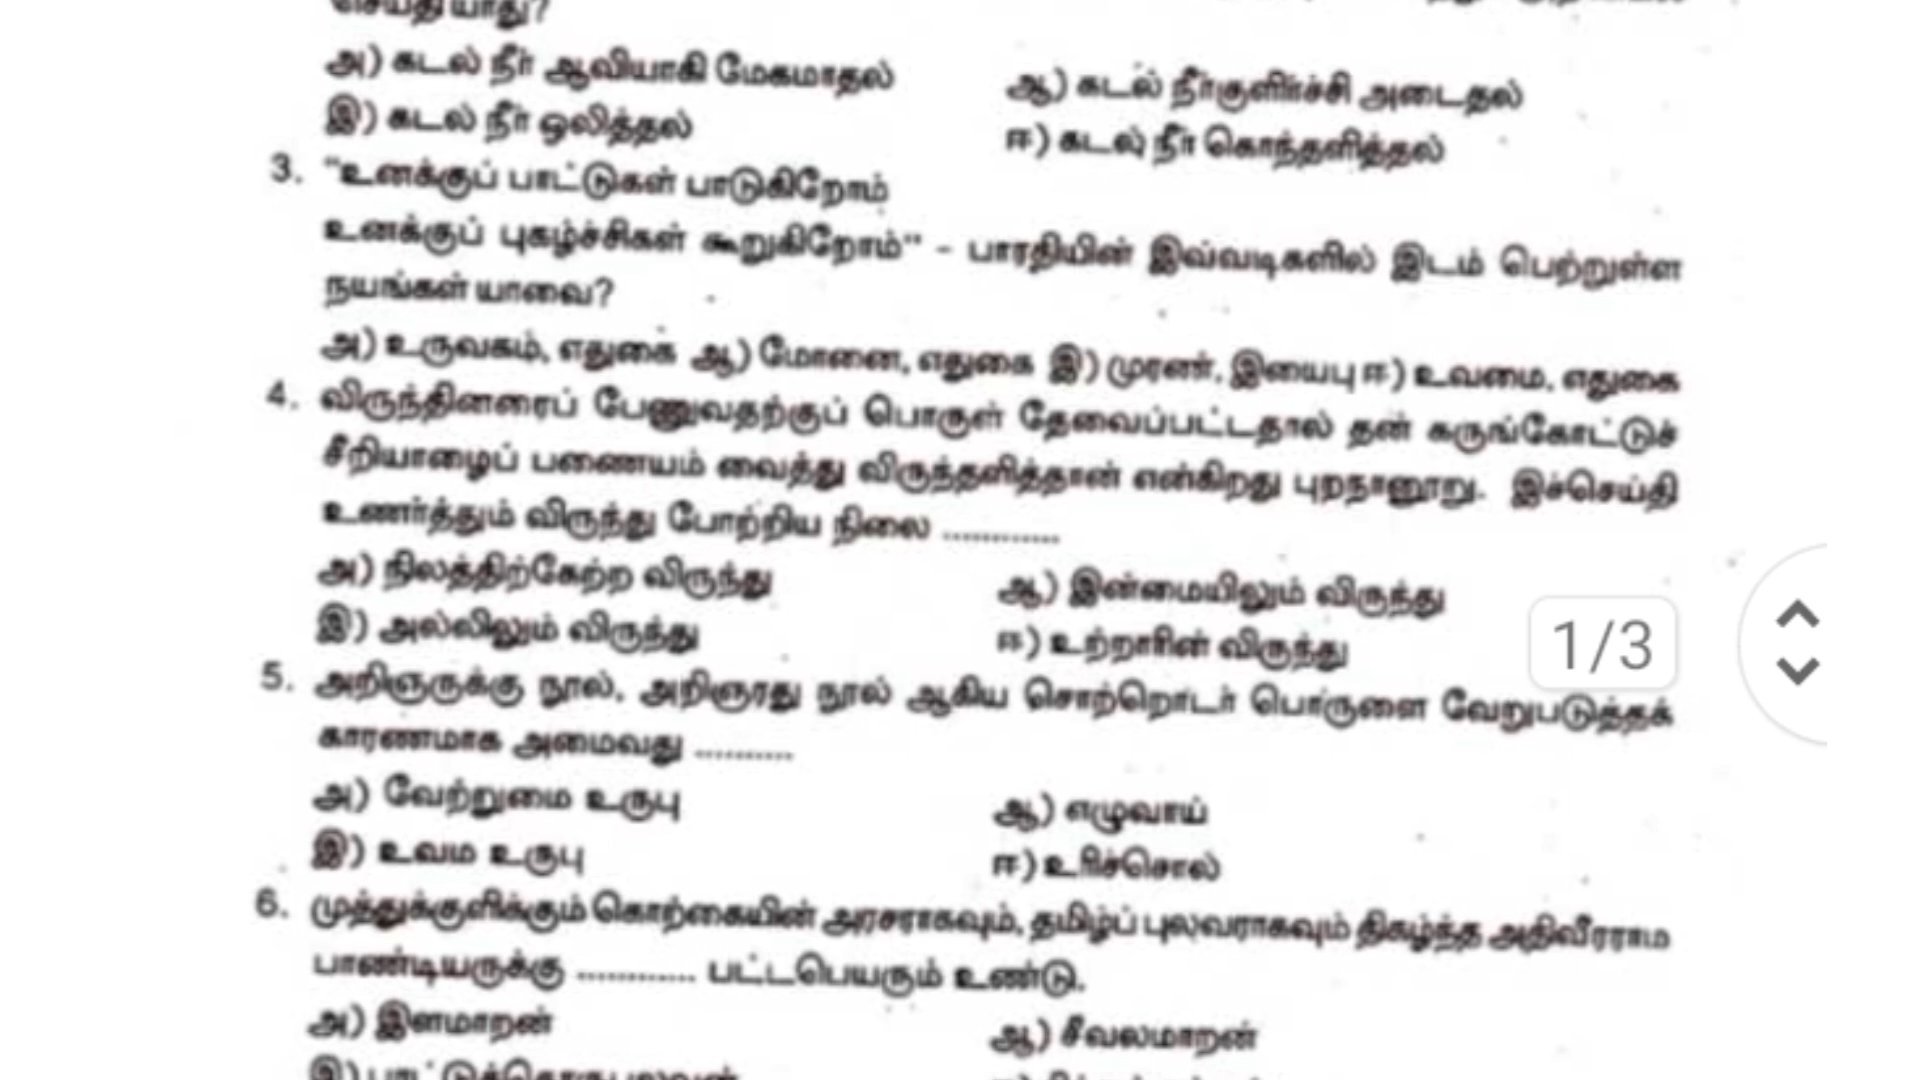 செய்தி யாது?
அ) கடல் நீர் ஆவியாகி மேகமாதல் ஆ) கடல் நீர்குளிர்ச்சி அடைதல்
இ) கடல் நீர் ஒலித்தல் ஈ) கடல் நீர் கொந்தளித்தல்
3. "உனக்குப் பாட்டுகள் பாடுகிறோம்
உனக்குப் புகழ்ச்சிகள் கூறுகிறோம்" - பாரதியின் இவ்வடிகளில் இடம் பெற்றுள்ள
நயங்கள் யாவை?
அ) உருவகம், எதுகை ஆ) மோனை, எதுகை இ) முரண், இயைபு ஈ) உவமை, எதுகை
4. விருந்தினரைப் பேணுவதற்குப் பொருள் தேவைப்பட்டதால் தன் கருங்கோட்டுச்
சீறியாழைப் பணையம் வைத்து விருந்தளித்தான் என்கிறது புறநானூறு. இச்செய்தி
உணர்த்தும் விருந்து போற்றிய நிலை ............
அ) நிலத்திற்கேற்ற விருந்து ஆ) இன்மையிலும் விருந்து
இ) அல்லிலும் விருந்து ஈ) உற்றாரின் விருந்து
1/3
5. அறிஞருக்கு நூல், அறிஞரது நூல் ஆகிய சொற்றொடர் பொருளை வேறுபடுத்தக்
காரணமாக அமைவது ..........
அ) வேற்றுமை உருபு ஆ) எழுவாய்
இ) உவம உருபு ஈ) உரிச்சொல்
6. முத்துக்குளிக்கும் கொற்கையின் அரசராகவும், தமிழ்ப் புலவராகவும் திகழ்ந்த அதிவீரராம
பாண்டியருக்கு ............ பட்டபெயரும் உண்டு.
அ) இளமாறன் ஆ) சீவலமாறன்